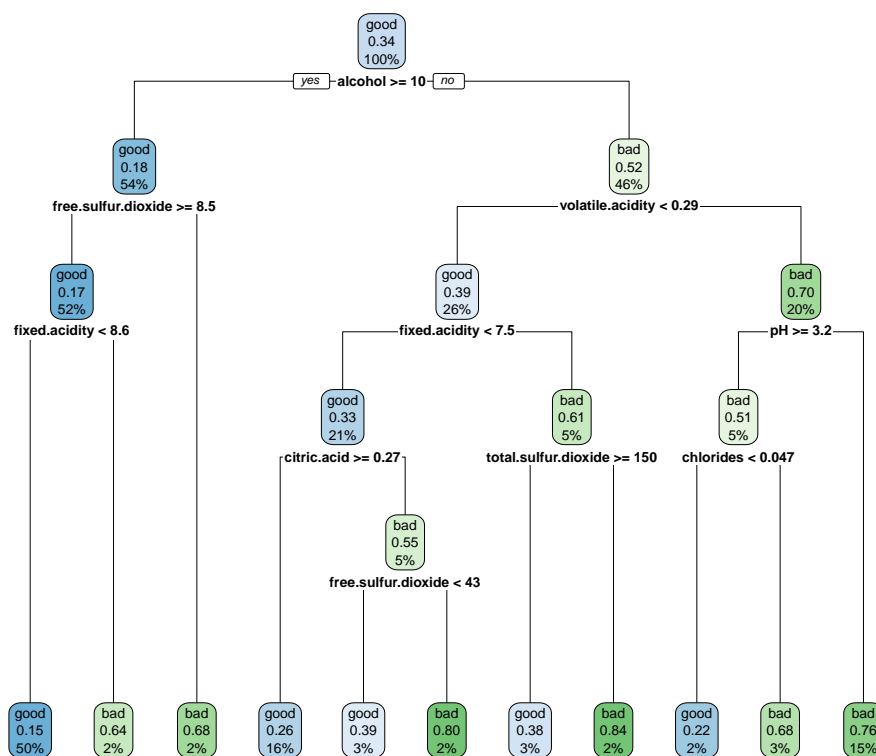 good
0.34
100%
yes alcohol >= 10 no
good
0.18
54%
free.sulfur.dioxide >= 8.5
bad
0.52
46%
volatile.acidity < 0.29
good
0.17
52%
fixed.acidity < 8.6
good
0.39
26%
fixed.acidity < 7.5
bad
0.70
20%
pH >= 3.2
good
0.33
21%
citric.acid >= 0.27
bad
0.61
5%
total.sulfur.dioxide >= 150
bad
0.51
5%
chlorides < 0.047
bad
0.55
5%
free.sulfur.dioxide < 43
good
0.15
50%
bad
0.64
2%
bad
0.68
2%
good
0.26
16%
good
0.39
3%
bad
0.80
2%
good
0.38
3%
bad
0.84
2%
good
0.22
2%
bad
0.68
3%
bad
0.76
15%